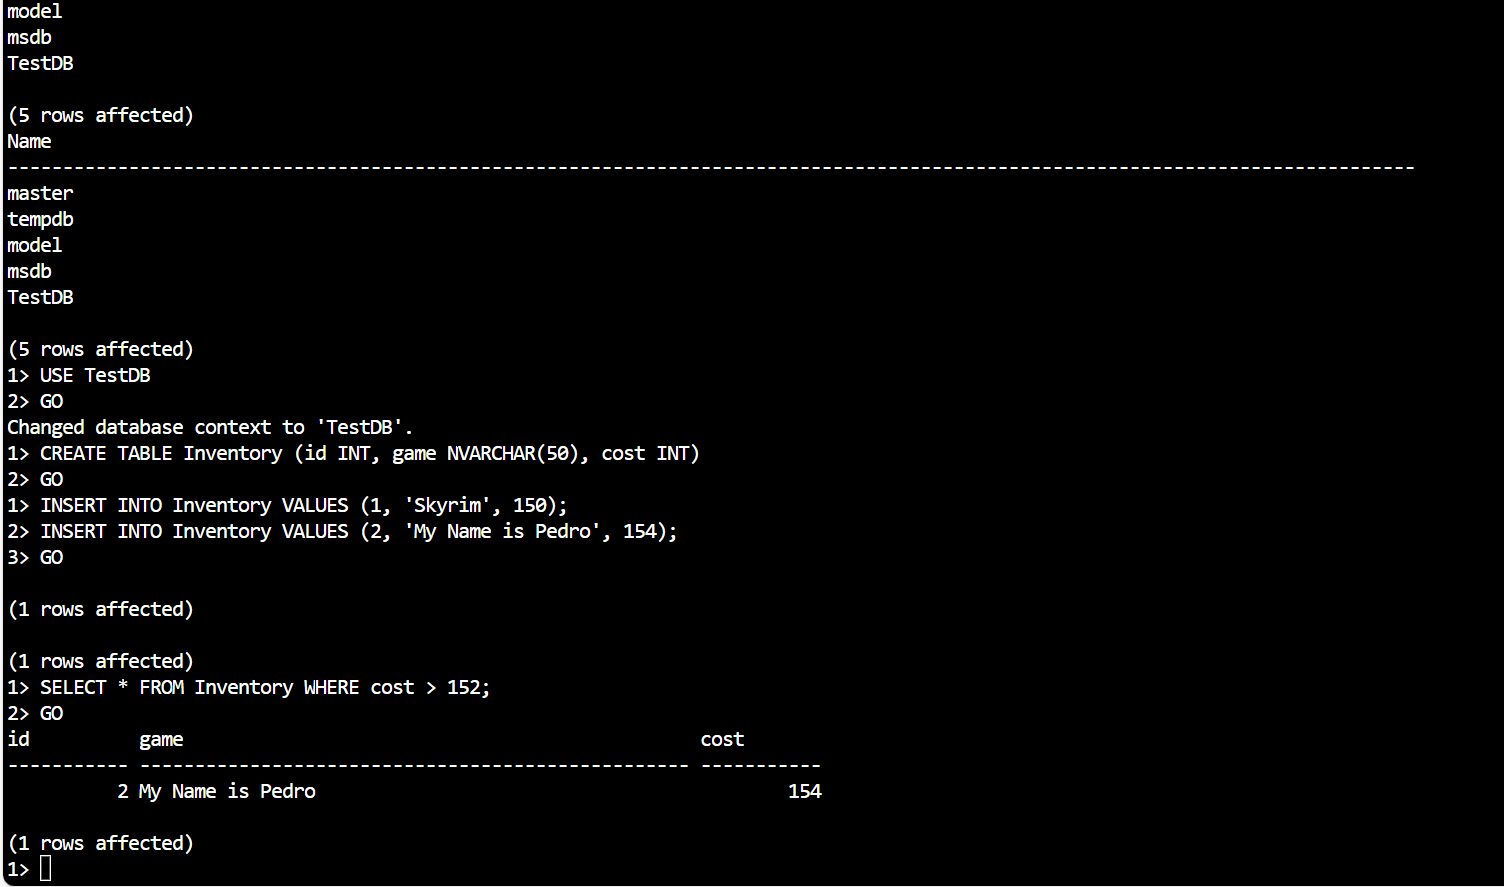 model
msdb
TestDB
(5 rows affected)
Name
--------------------------------------------------------------------------------------------------------------------------------
master
tempdb
model
msdb
TestDB
(5 rows affected)
1> USE TestDB
2> GO
Changed database context to 'TestDB'.
1> CREATE TABLE Inventory (id INT, game NVARCHAR(50), cost INT)
2> GO
1> INSERT INTO Inventory VALUES (1, 'Skyrim', 150);
2> INSERT INTO Inventory VALUES (2, 'My Name is Pedro', 154);
3> GO
(1 rows affected)
(1 rows affected)
1> SELECT * FROM Inventory WHERE cost > 152;
2> GO
id          game                                               cost
----------- -------------------------------------------------- -----------
          2 My Name is Pedro                                           154
(1 rows affected)
1>